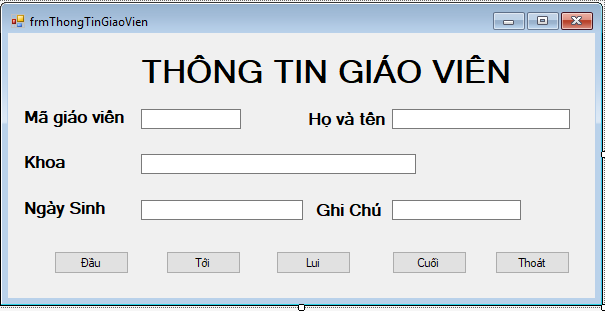 frmThongTinGiaoVien
THÔNG TIN GIÁO VIÊN
Mã giáo viên Họ và tên
Khoa
Ngày Sinh Ghi Chú
Đầu Tới Lui Cuối Thoát